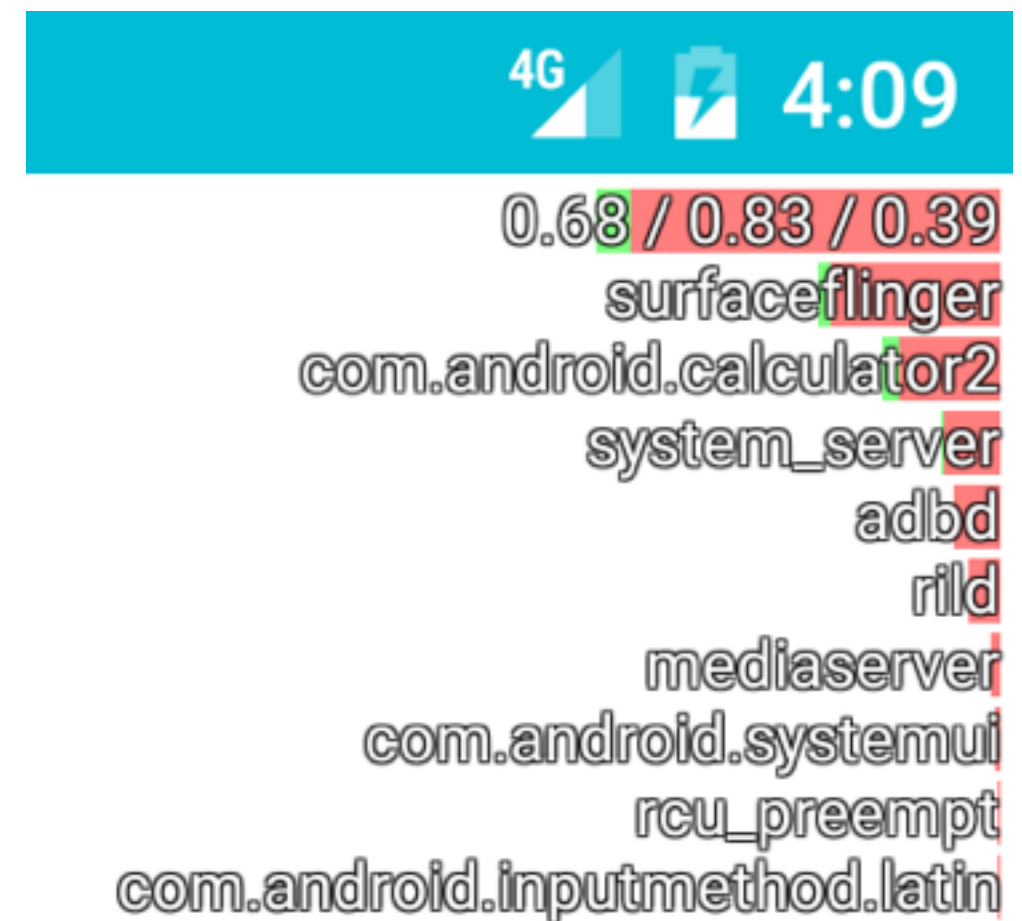 4G 4:09
0.68 / 0.83 / 0.39
surfaceflinger
com.android.calculator2
system_server
adbd
rild
mediaserver
com.android.systemui
rcu_preempt
com.android.inputmethod.latin